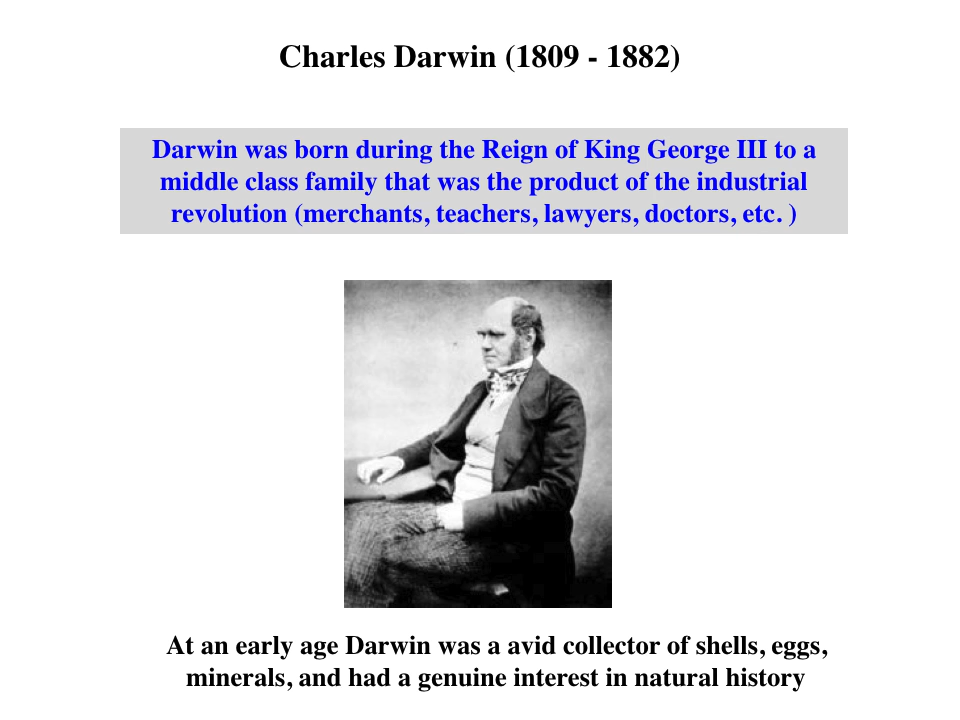 Charles Darwin (1809 - 1882)
Darwin was born during the Reign of King George III to a
middle class family that was the product of the industrial
revolution (merchants, teachers, lawyers, doctors, etc. )
At an early age Darwin was a avid collector of shells, eggs,
minerals, and had a genuine interest in natural history